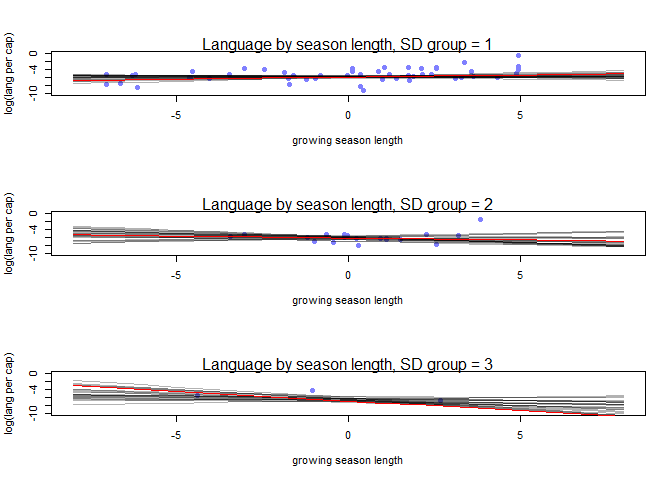 Language by season length, SD group = 1
log(lang per cap)
0
-4
-10
-5
0
5
growing season length
Language by season length, SD group = 2
log(lang per cap)
0
-4
-10
-5
0
5
growing season length
Language by season length, SD group = 3
log(lang per cap)
0
-4
-10
-5
0
5
growing season length